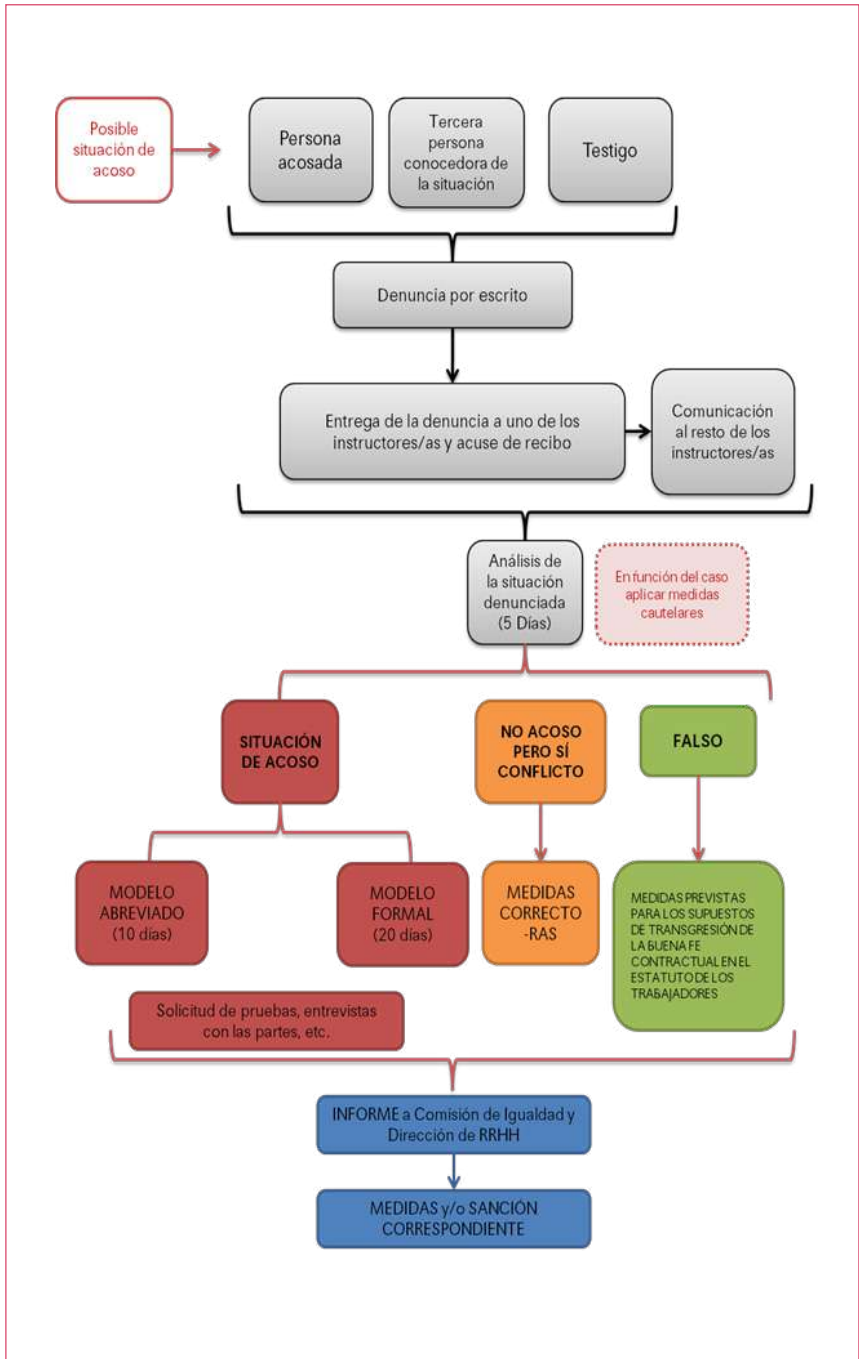 Posible
situación de
acoso
Persona
acosada
Tercera
persona
conocedora de
la situación
Testigo
Denuncia por escrito
Entrega de la denuncia a uno de los
instructores/as y acuse de recibo
Comunicación
al resto de los
instructores/as
Análisis de
la situación
denunciada
(5 Días)
En función del caso
aplicar medidas
cautelares
SITUACIÓN
DE ACOSO
NO ACOSO
PERO SÍ
CONFLICTO
FALSO
MODELO
ABREVIADO
(10 días)
MODELO
FORMAL
(20 días)
MEDIDAS
CORRECTO
-RAS
MEDIDAS PREVISTAS
PARA LOS SUPUESTOS
DE TRANSGRESIÓN DE
LA BUENA FE
CONTRACTUAL EN EL
ESTATUTO DE LOS
TRABAJADORES
Solicitud de pruebas, entrevistas
con las partes, etc.
INFORME a Comisión de Igualdad y
Dirección de RRHH
MEDIDAS y/o SANCIÓN
CORRESPONDIENTE